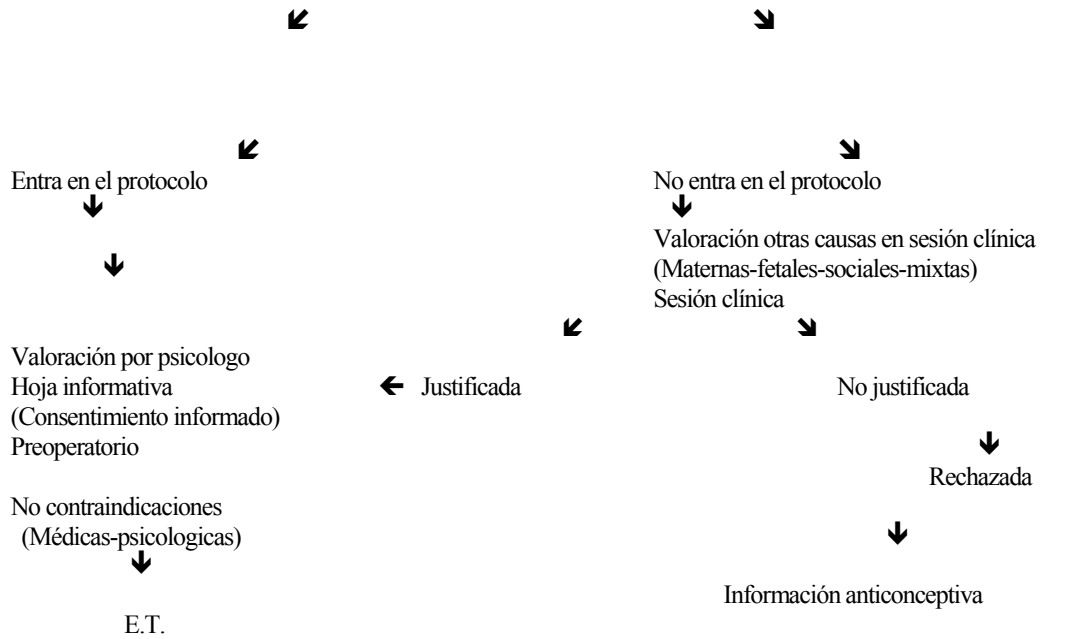 Entra en el protocolo
No entra en el protocolo
Valoración otras causas en sesión clínica
(Maternas-fetales-sociales-mixtas)
Sesión clínica
Valoración por psicologo
Hoja informativa
(Consentimiento informado)
Preoperatorio
Justificada
No justificada
Rechazada
No contraindicaciones
(Médicas-psicologicas)
Información anticonceptiva
E.T.